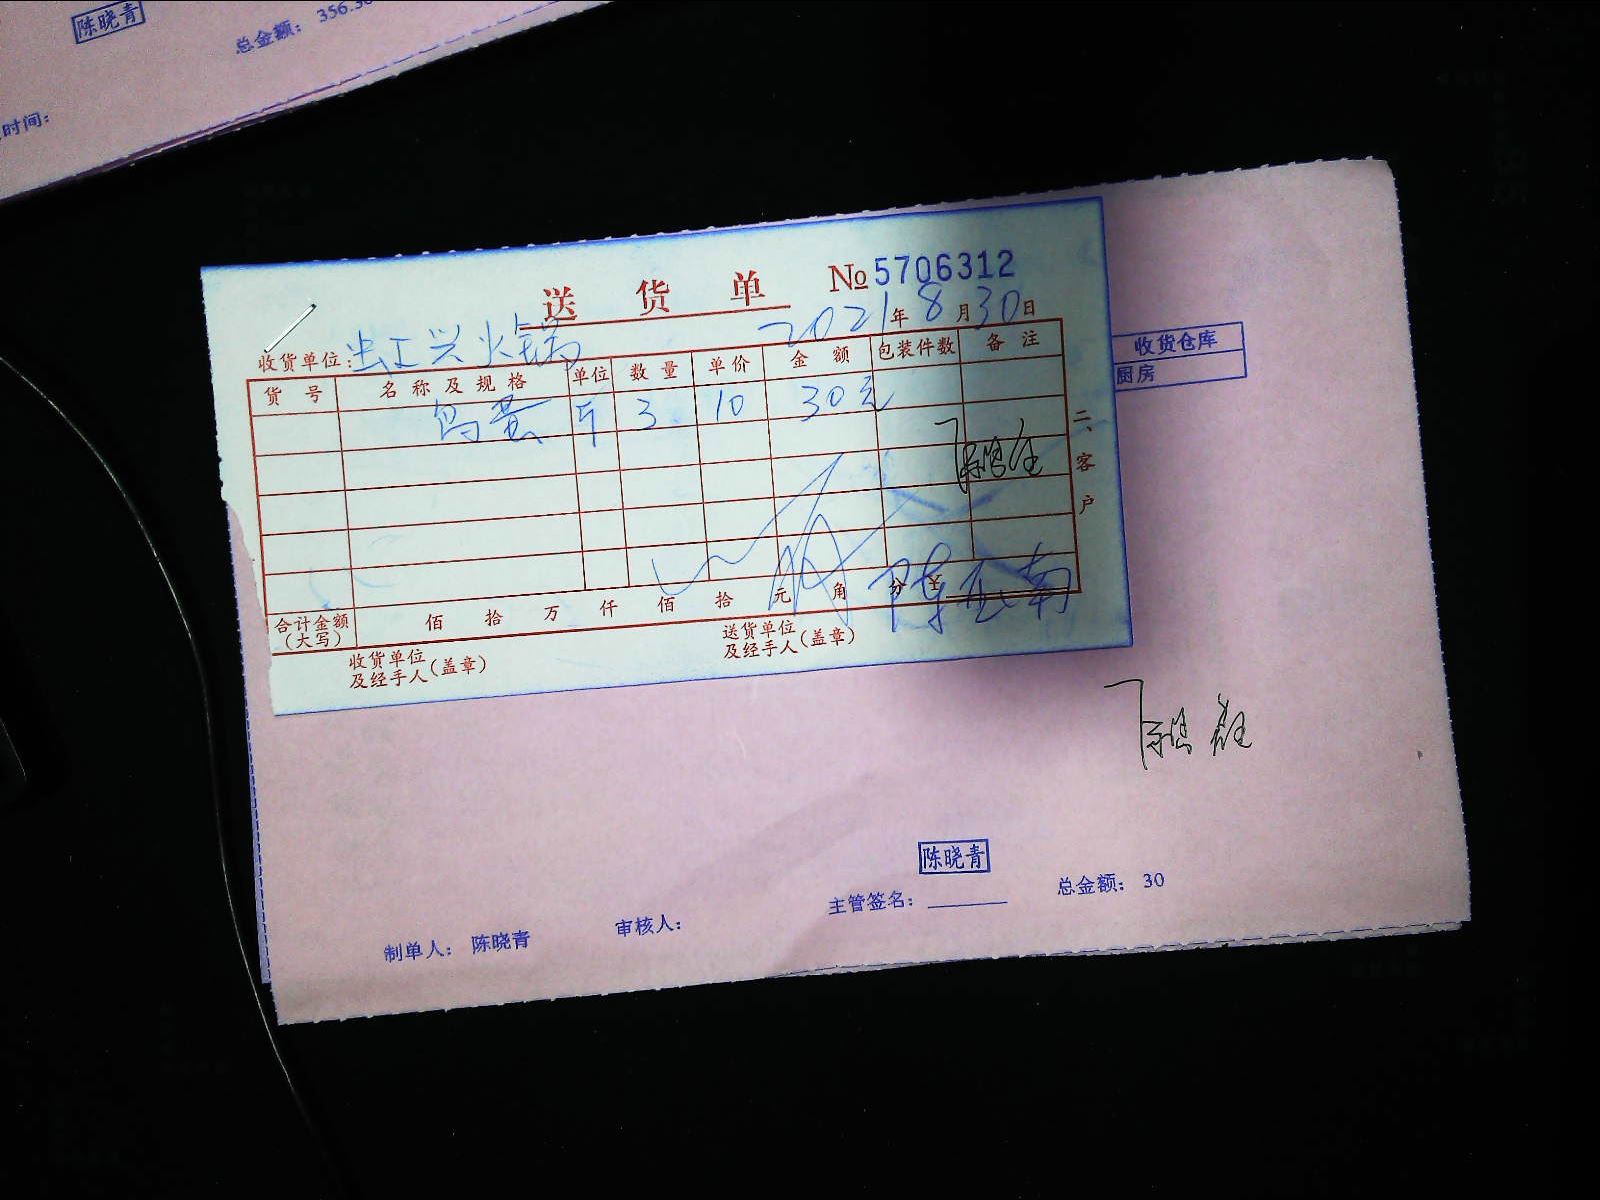 陈晓青
总金额: 356.30
时间:
送货单 № 5706312
2021年8月30日
收货单位: 虹兴火锅
货号 名称及规格 单位 数量 单价 金额 包装件数 备注
鸟蛋 斤 3 10 30元
二、客户
合计金额(大写) 佰 拾 万 仟 佰 拾 元 角 分 ¥
收货单位及经手人(盖章)
送货单位及经手人(盖章)
收货仓库
厨房
陈晓青
制单人: 陈晓青 审核人: 主管签名: 总金额: 30